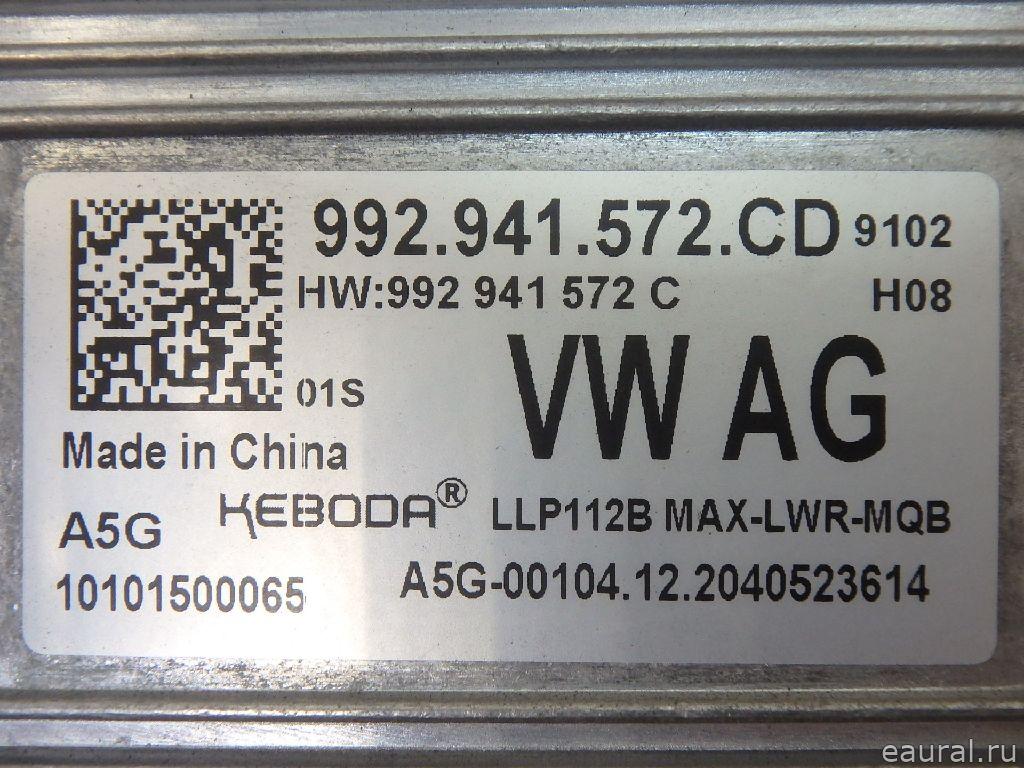 992.941.572.CD 9102
HW:992 941 572 C H08
01S
VW AG
Made in China
KEBODA® LLP112B MAX-LWR-MQB
A5G
10101500065 A5G-00104.12.2040523614
eaural.ru